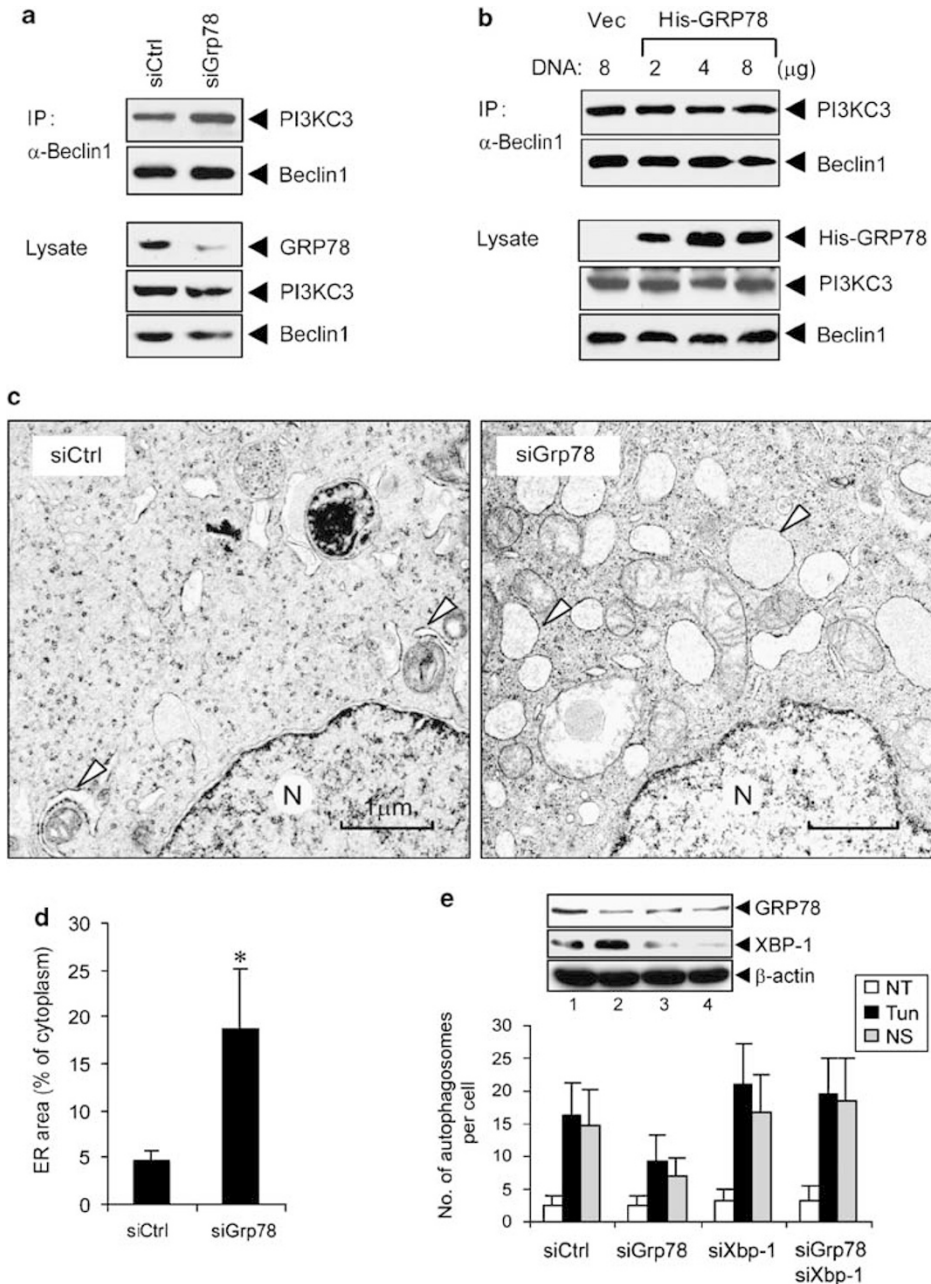 a
siCtrl
siGrp78
IP:
α-Beclin1
PI3KC3
Beclin1
Lysate
GRP78
PI3KC3
Beclin1
b
Vec
His-GRP78
DNA: 8 2 4 8 (μg)
IP:
α-Beclin1
PI3KC3
Beclin1
Lysate
His-GRP78
PI3KC3
Beclin1
c
siCtrl
N
1μm
siGrp78
N
d
ER area (% of cytoplasm)
30
25
20
15
10
5
0
*
siCtrl
siGrp78
e
GRP78
XBP-1
β-actin
1 2 3 4
NT
Tun
NS
No. of autophagosomes
per cell
30
25
20
15
10
5
0
siCtrl
siGrp78
siXbp-1
siGrp78
siXbp-1